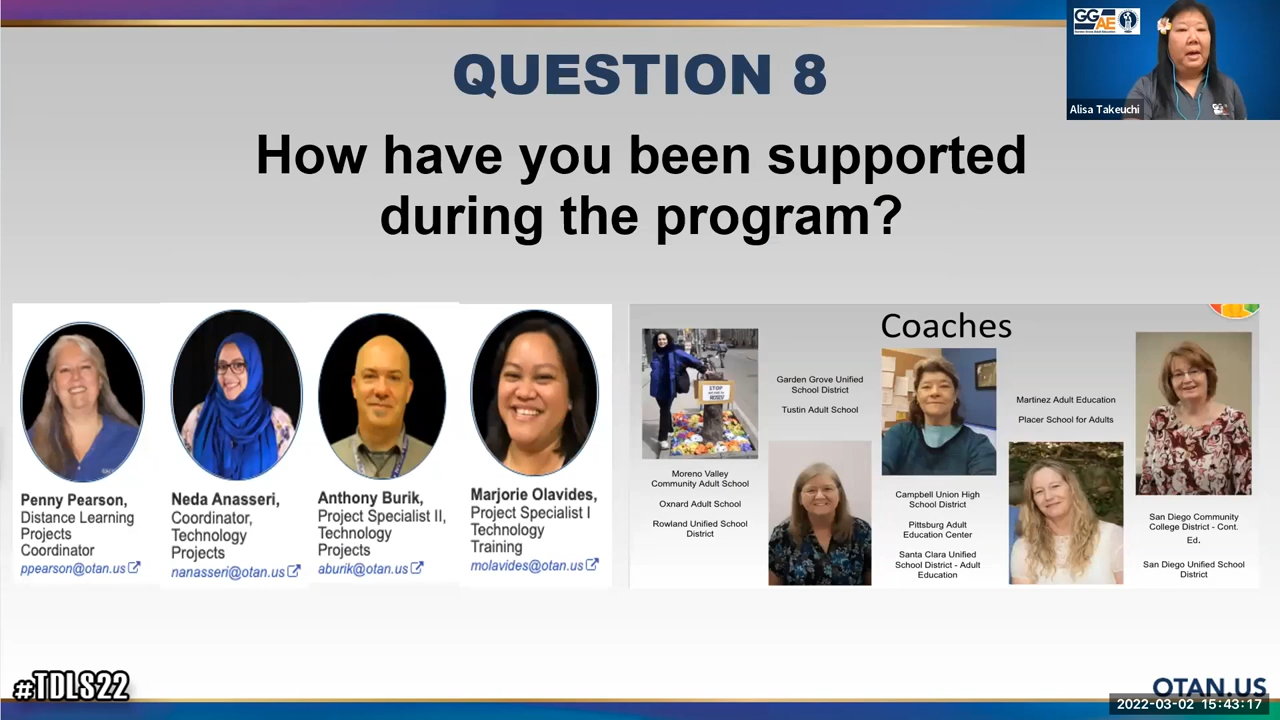 GG
AE
Alisa Takeuchi
QUESTION 8
How have you been supported
during the program?
Penny Pearson,
Distance Learning
Projects
Coordinator
ppearson@otan.us
Neda Anasseri,
Coordinator,
Technology
Projects
nanasseri@otan.us
Anthony Burik,
Project Specialist II,
Technology
Projects
aburik@otan.us
Marjorie Olavides,
Project Specialist I
Technology
Training
molavides@otan.us
Coaches
STOP
Moreno Valley
Community Adult School
Oxnard Adult School
Rowland Unified School
District
Garden Grove Unified
School District
Tustin Adult School
Campbell Union High
School District
Pittsburg Adult
Education Center
Santa Clara Unified
School District - Adult
Education
Martinez Adult Education
Placer School for Adults
San Diego Community
College District - Cont.
Ed.
San Diego Unified School
District
#TDLS22
OTAN.US
2022-03-02 15:43:17